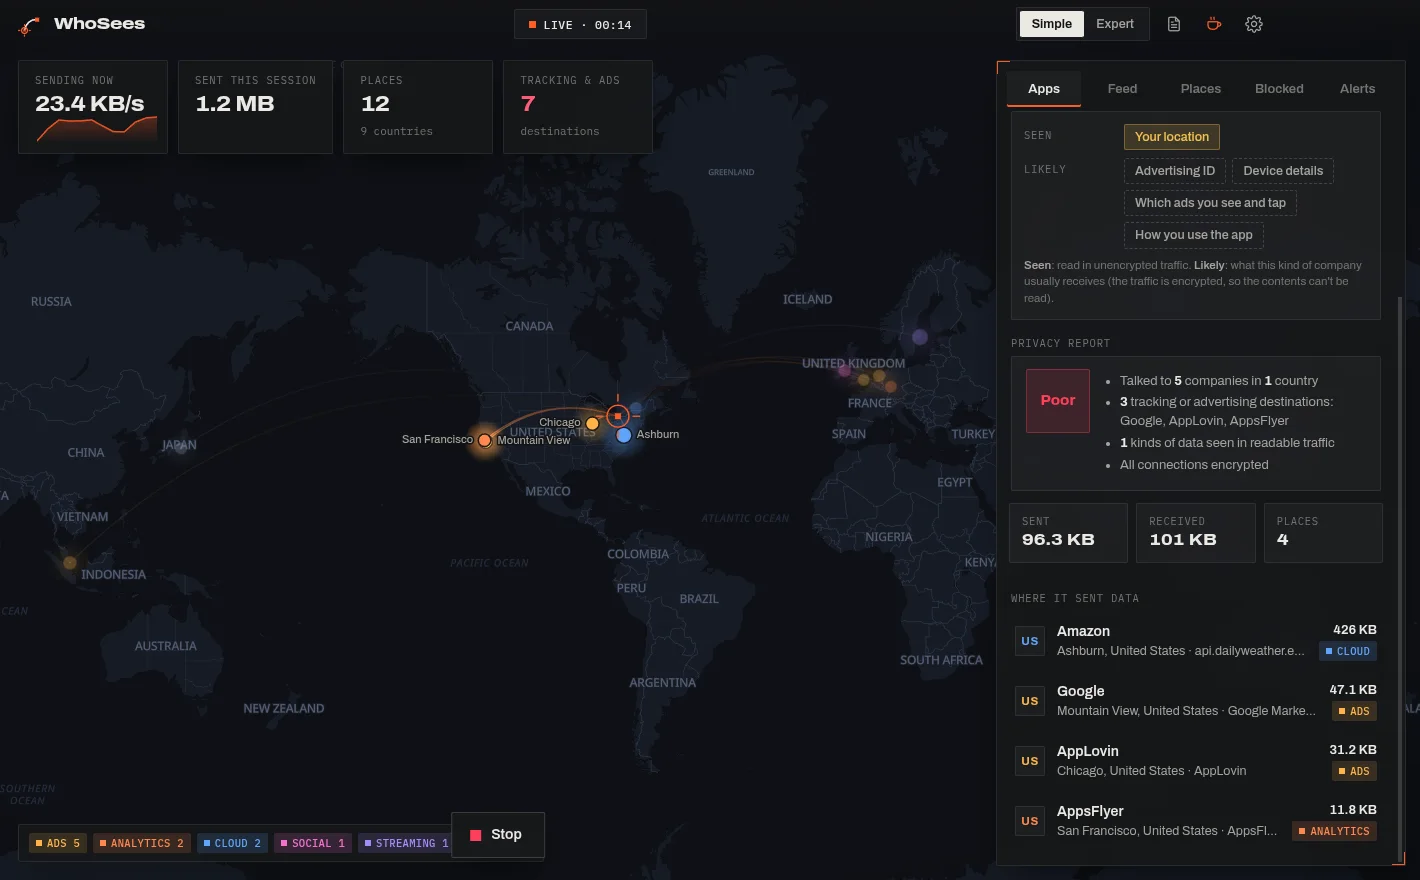 WhoSees
LIVE · 00:14
Simple
Expert
SENDING NOW
23.4 KB/s
SENT THIS SESSION
1.2 MB
PLACES
12
9 countries
TRACKING & ADS
7
destinations
Apps
Feed
Places
Blocked
Alerts
SEEN
Your location
LIKELY
Advertising ID
Device details
Which ads you see and tap
How you use the app
Seen: read in unencrypted traffic. Likely: what this kind of company
usually receives (the traffic is encrypted, so the contents can't be
read).
PRIVACY REPORT
Poor
Talked to 5 companies in 1 country
3 tracking or advertising destinations:
Google, AppLovin, AppsFlyer
1 kinds of data seen in readable traffic
All connections encrypted
SENT
96.3 KB
RECEIVED
101 KB
PLACES
4
WHERE IT SENT DATA
US
Amazon
426 KB
Ashburn, United States · api.dailyweather.e...
CLOUD
US
Google
47.1 KB
Mountain View, United States · Google Marke...
ADS
US
AppLovin
31.2 KB
Chicago, United States · AppLovin
ADS
US
AppsFlyer
11.8 KB
San Francisco, United States · AppsFl...
ANALYTICS
GREENLAND
RUSSIA
ICELAND
CANADA
UNITED KINGDOM
FRANCE
Chicago
UNITED STATES
San Francisco
Mountain View
Ashburn
SPAIN
TURKEY
JAPAN
CHINA
MEXICO
EGYPT
VIETNAM
ATLANTIC OCEAN
NIGERIA
COLOMBIA
PACIFIC OCEAN
KENYA
INDONESIA
PERU
BRAZIL
CEAN
AUSTRALIA
SOUTH AFRICA
ARGENTINA
NEW ZEALAND
SOUTHERN
OCEAN
ADS 5
ANALYTICS 2
CLOUD 2
SOCIAL 1
STREAMING 1
Stop